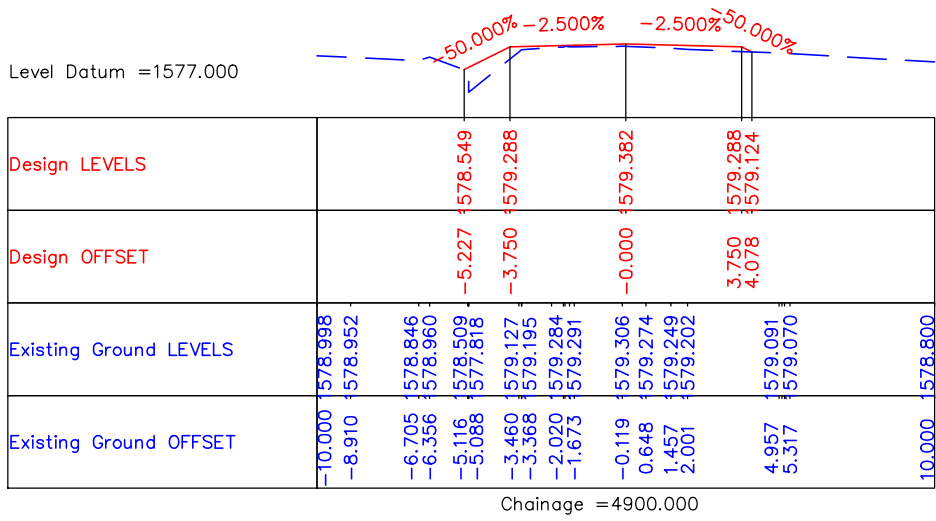 -50.000% -2.500% -2.500% -50.000%
Level Datum =1577.000
Design LEVELS 1578.549 1579.288 1579.382 1579.288 1579.124
Design OFFSET -5.227 -3.750 -0.000 3.750 4.078
Existing Ground LEVELS 1578.998 1578.952 1578.846 1578.960 1578.509 1577.818 1579.127 1579.195 1579.284 1579.291 1579.306 1579.274 1579.249 1579.202 1579.091 1579.070 1578.800
Existing Ground OFFSET -10.000 -8.910 -6.705 -6.356 -5.116 -5.088 -3.460 -3.368 -2.020 -1.673 -0.119 0.648 1.457 2.001 4.957 5.317 10.000
Chainage =4900.000